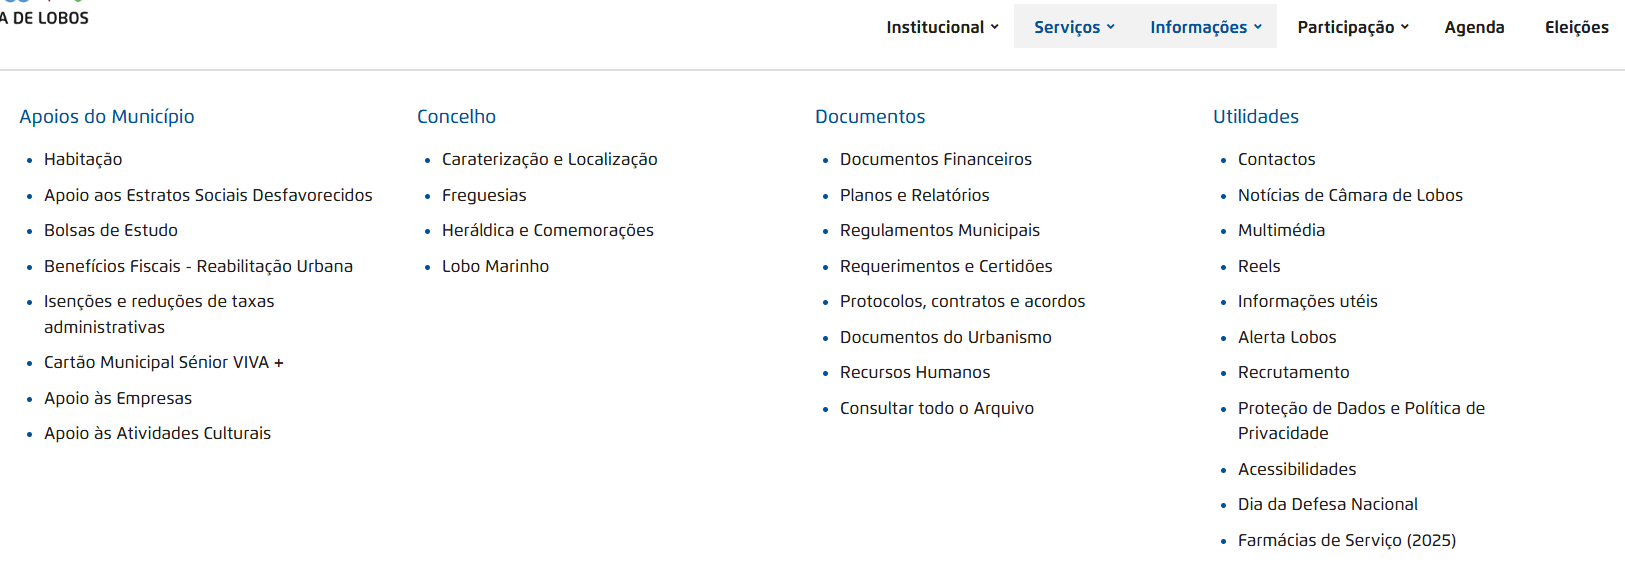 A DE LOBOS
Institucional
Serviços
Informações
Participação
Agenda
Eleições
Apoios do Município
Habitação
Apoio aos Estratos Sociais Desfavorecidos
Bolsas de Estudo
Benefícios Fiscais - Reabilitação Urbana
Isenções e reduções de taxas
administrativas
Cartão Municipal Sénior VIVA +
Apoio às Empresas
Apoio às Atividades Culturais
Concelho
Caraterização e Localização
Freguesias
Heráldica e Comemorações
Lobo Marinho
Documentos
Documentos Financeiros
Planos e Relatórios
Regulamentos Municipais
Requerimentos e Certidões
Protocolos, contratos e acordos
Documentos do Urbanismo
Recursos Humanos
Consultar todo o Arquivo
Utilidades
Contactos
Notícias de Câmara de Lobos
Multimédia
Reels
Informações utéis
Alerta Lobos
Recrutamento
Proteção de Dados e Política de
Privacidade
Acessibilidades
Dia da Defesa Nacional
Farmácias de Serviço (2025)